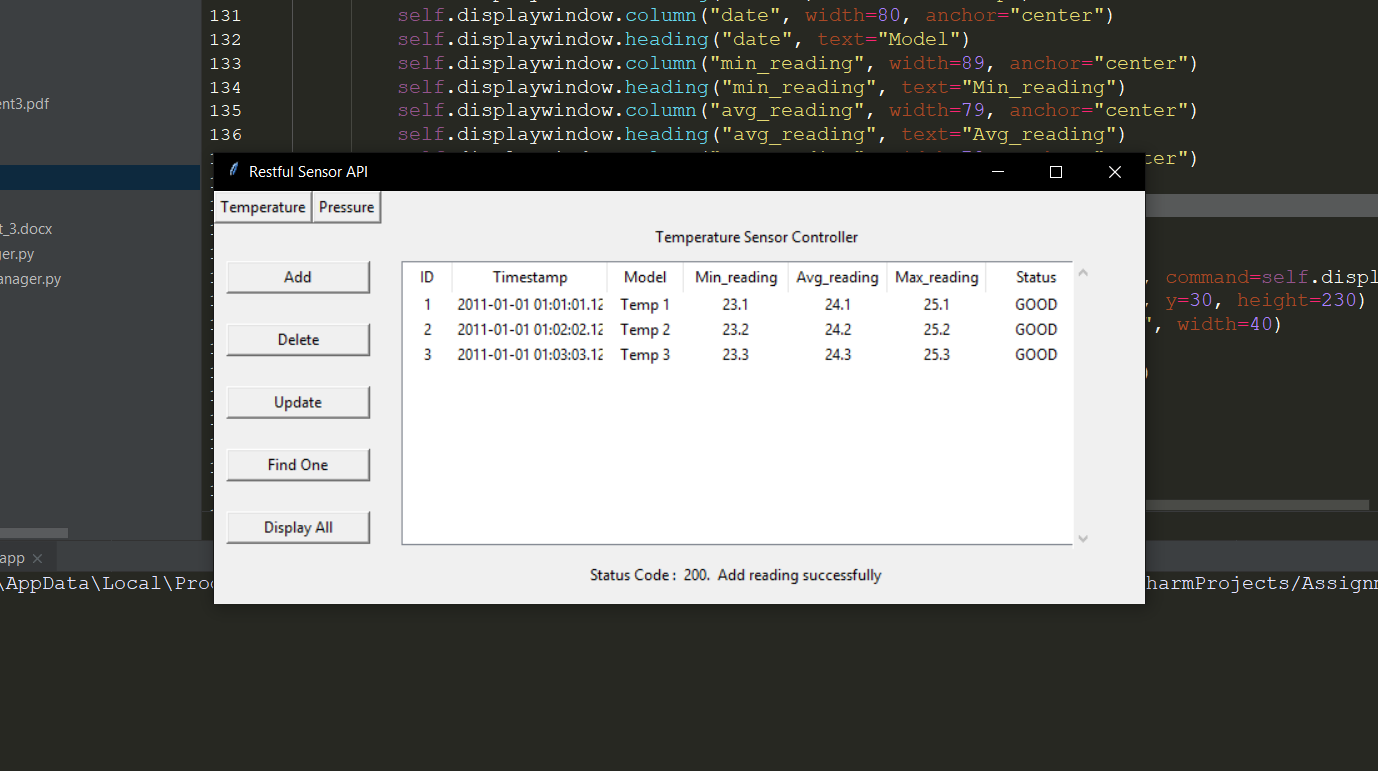 131 self.displaywindow.column("date", width=80, anchor="center")
132 self.displaywindow.heading("date", text="Model")
133 self.displaywindow.column("min_reading", width=89, anchor="center")
134 self.displaywindow.heading("min_reading", text="Min_reading")
135 self.displaywindow.column("avg_reading", width=79, anchor="center")
136 self.displaywindow.heading("avg_reading", text="Avg_reading")
ter")
ent3.pdf
t_3.docx
ger.py
anager.py
Restful Sensor API
Temperature Pressure
Temperature Sensor Controller
Add
Delete
Update
Find One
Display All
ID Timestamp Model Min_reading Avg_reading Max_reading Status
1 2011-01-01 01:01:01.12 Temp 1 23.1 24.1 25.1 GOOD
2 2011-01-01 01:02:02.12 Temp 2 23.2 24.2 25.2 GOOD
3 2011-01-01 01:03:03.12 Temp 3 23.3 24.3 25.3 GOOD
Status Code : 200. Add reading successfully
, command=self.displ
, y=30, height=230)
", width=40)
)
app
\AppData\Local\Pro
harmProjects/Assign